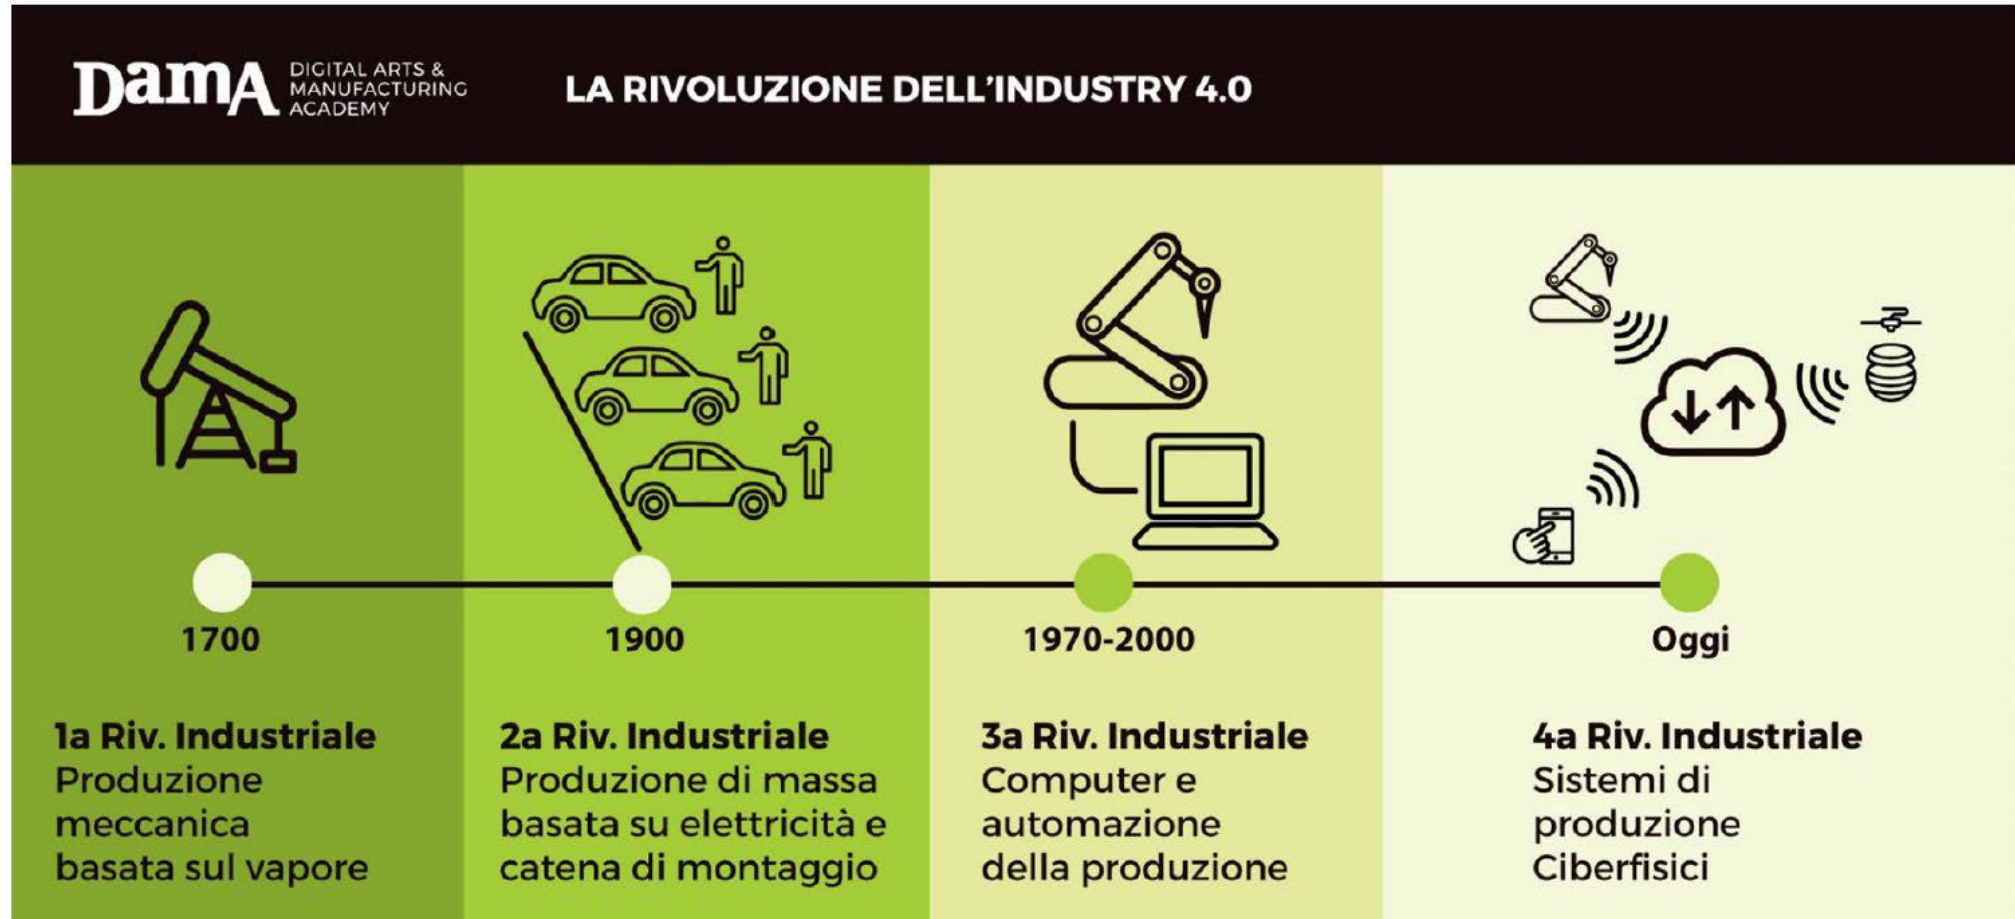 DamA
DIGITAL ARTS &
MANUFACTURING
ACADEMY
LA RIVOLUZIONE DELL'INDUSTRY 4.0
1700
1900
1970-2000
Oggi
1a Riv. Industriale
Produzione
meccanica
basata sul vapore
2a Riv. Industriale
Produzione di massa
basata su elettricità e
catena di montaggio
3a Riv. Industriale
Computer e
automazione
della produzione
4a Riv. Industriale
Sistemi di
produzione
Ciberfisici